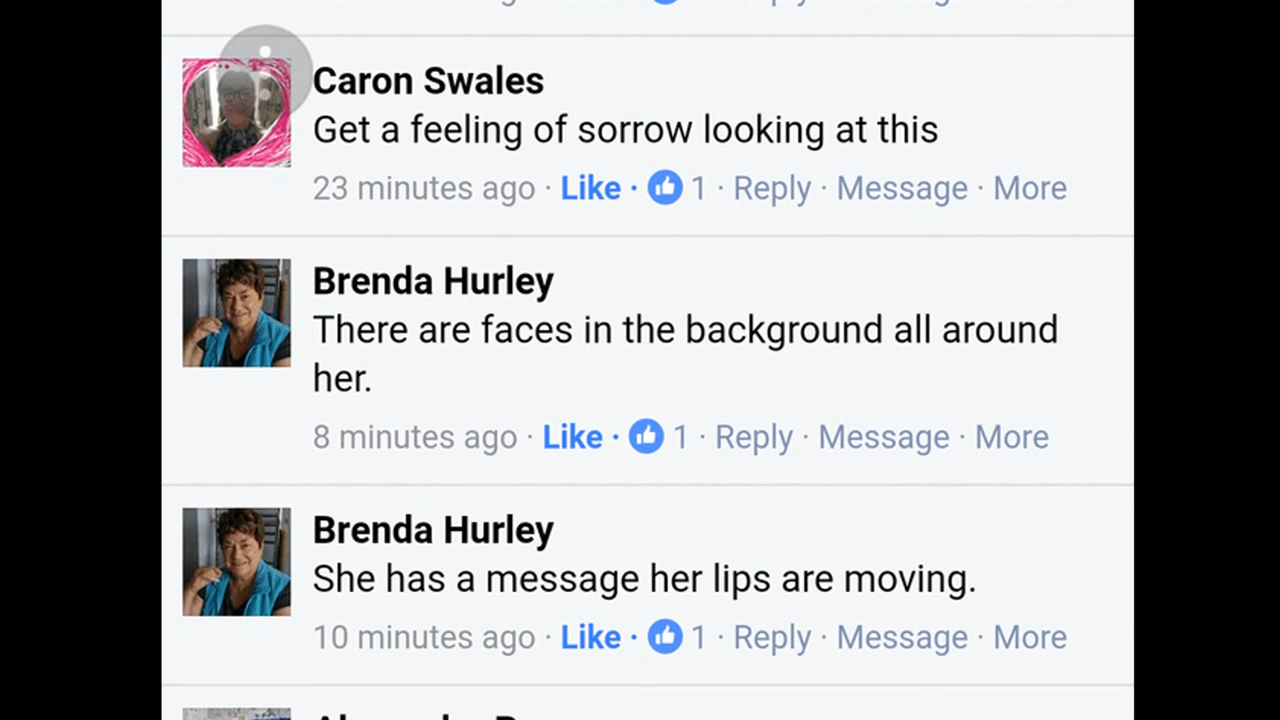 Caron Swales
Get a feeling of sorrow looking at this
23 minutes ago · Like · 1 · Reply · Message · More
Brenda Hurley
There are faces in the background all around
her.
8 minutes ago · Like · 1 · Reply · Message · More
Brenda Hurley
She has a message her lips are moving.
10 minutes ago · Like · 1 · Reply · Message · More